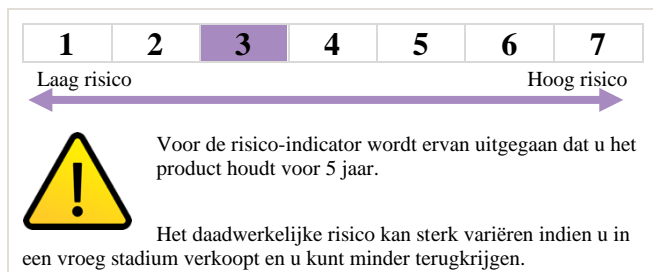 1 2 3 4 5 6 7
Laag risico Hoog risico
Voor de risico-indicator wordt ervan uitgegaan dat u het
product houdt voor 5 jaar.
Het daadwerkelijke risico kan sterk variëren indien u in
een vroeg stadium verkoopt en u kunt minder terugkrijgen.